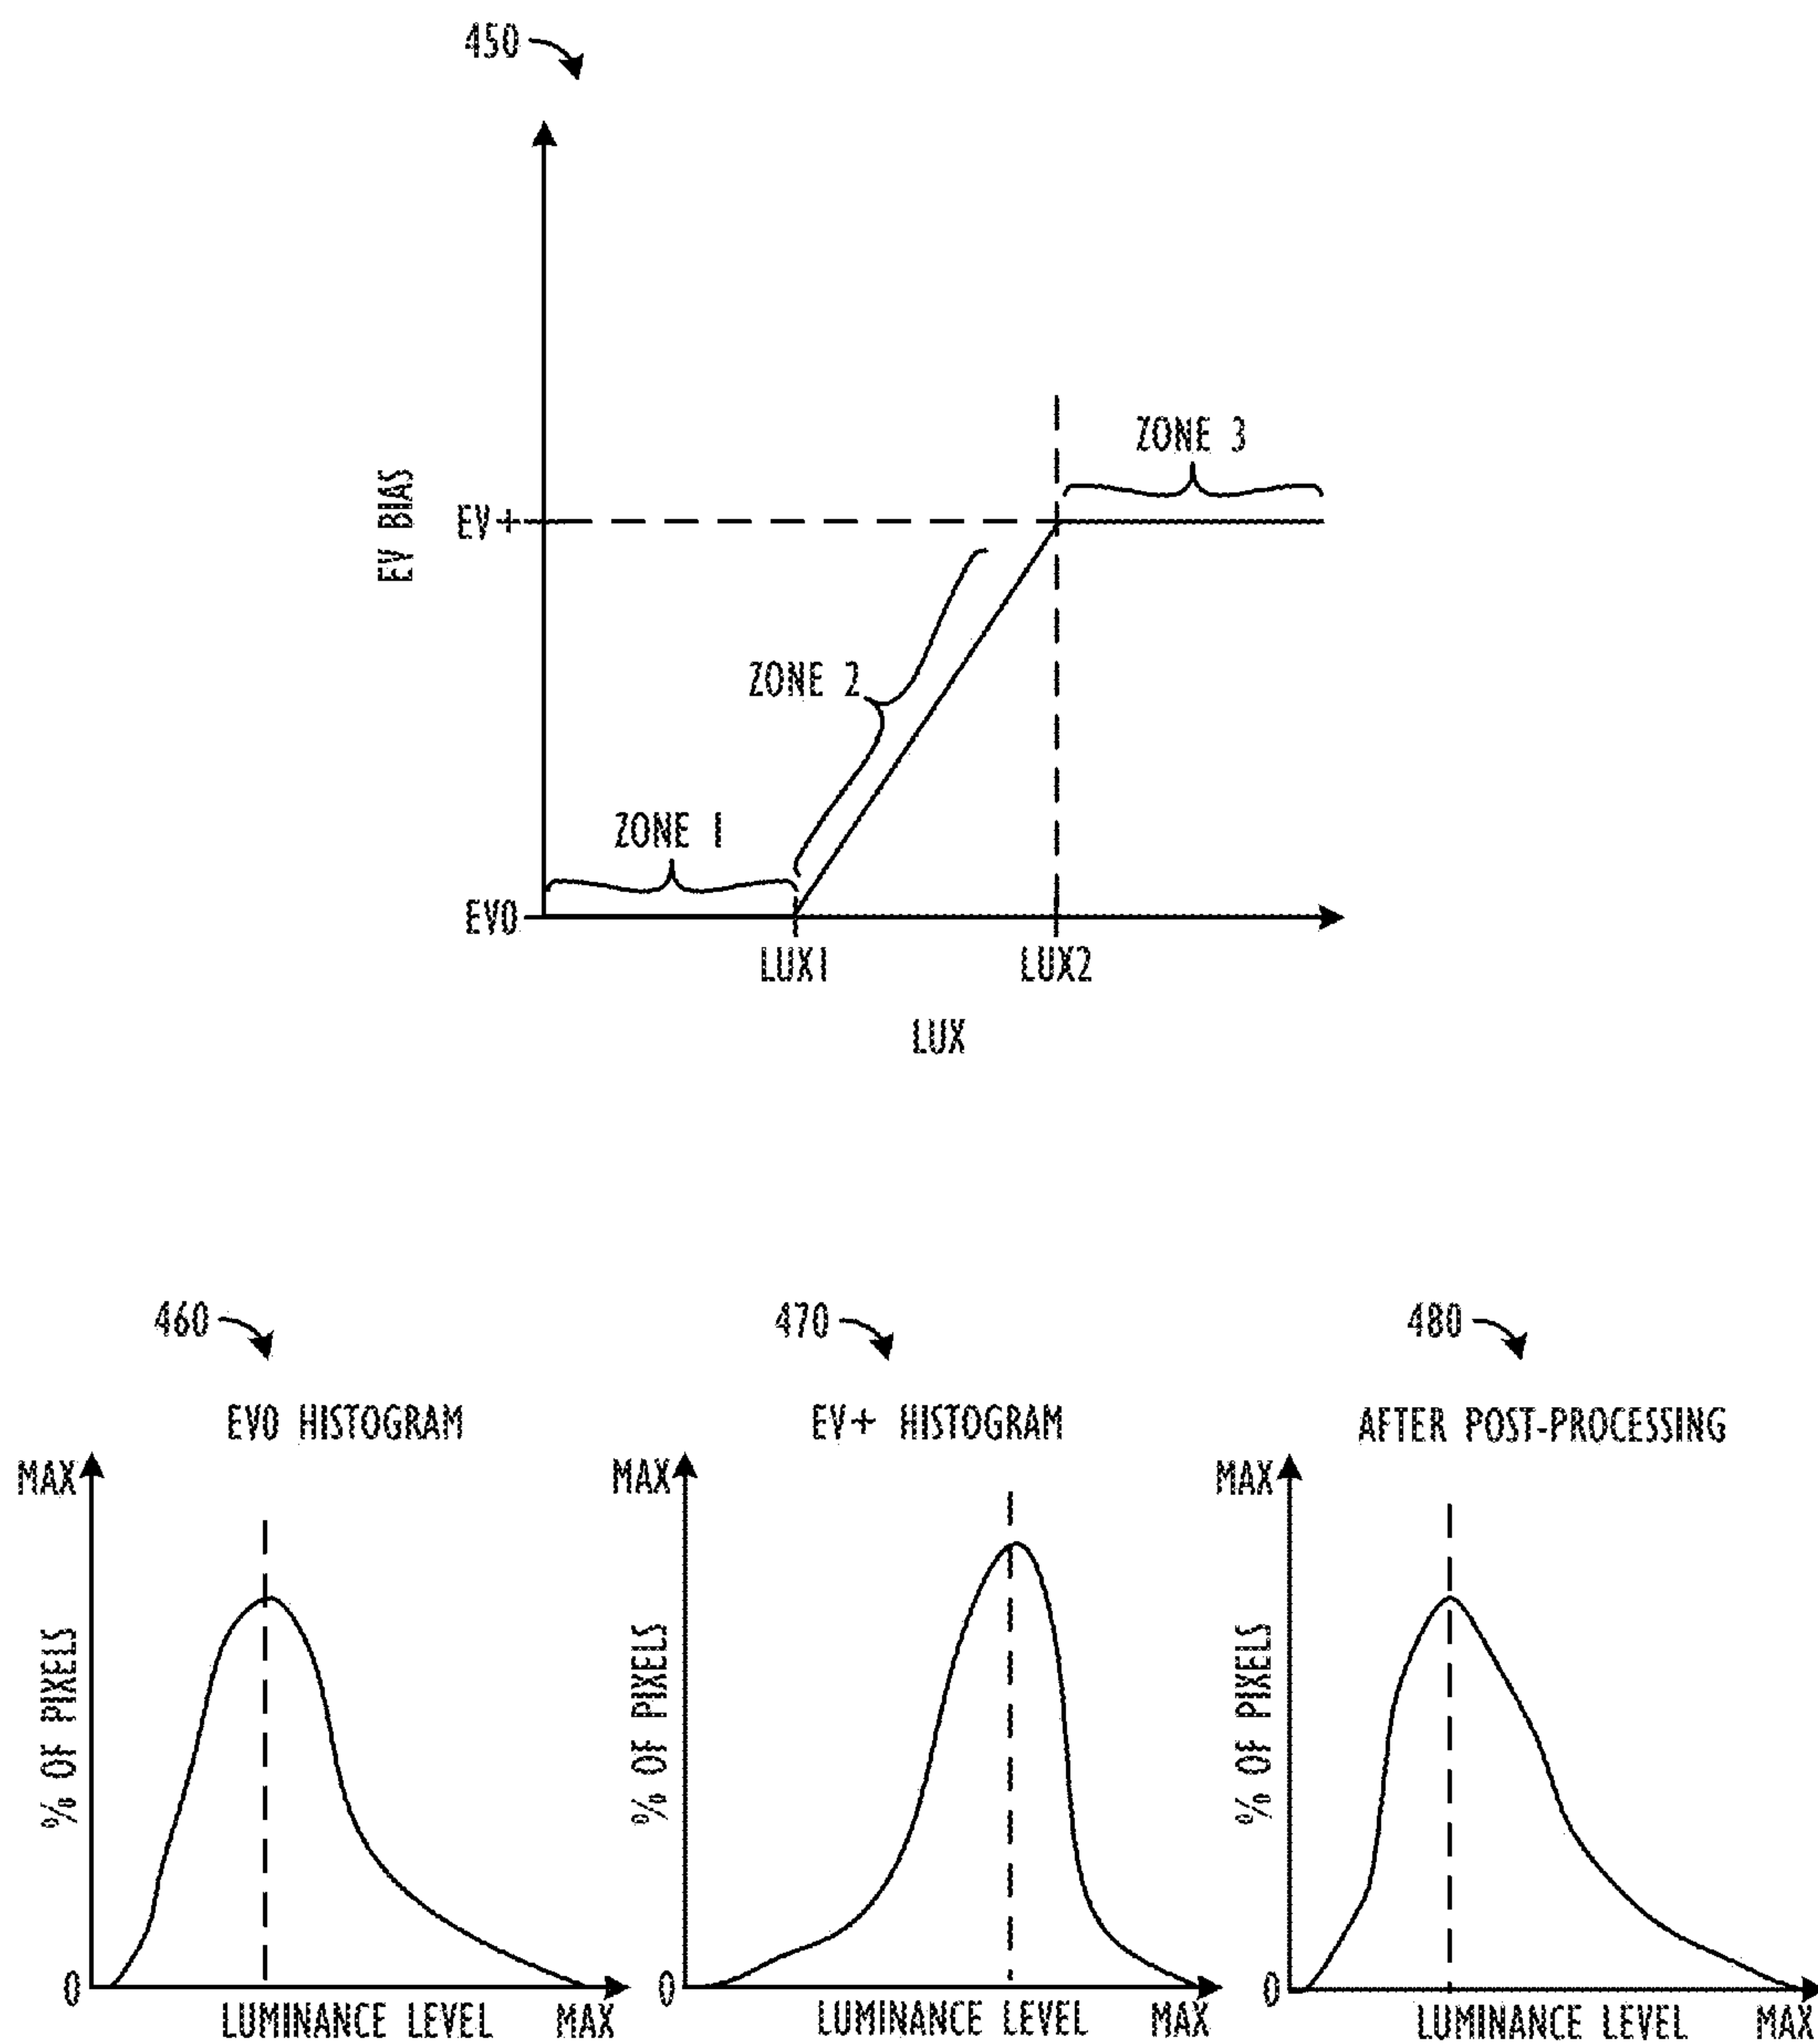 450
ZONE 3
EV+
EV BIAS
ZONE 2
ZONE 1
EV0
LUX1
LUX2
LUX
460
470
480
EV0 HISTOGRAM
EV+ HISTOGRAM
AFTER POST-PROCESSING
MAX
% OF PIXELS
0
LUMINANCE LEVEL
MAX
MAX
% OF PIXELS
0
LUMINANCE LEVEL
MAX
MAX
% OF PIXELS
0
LUMINANCE LEVEL
MAX